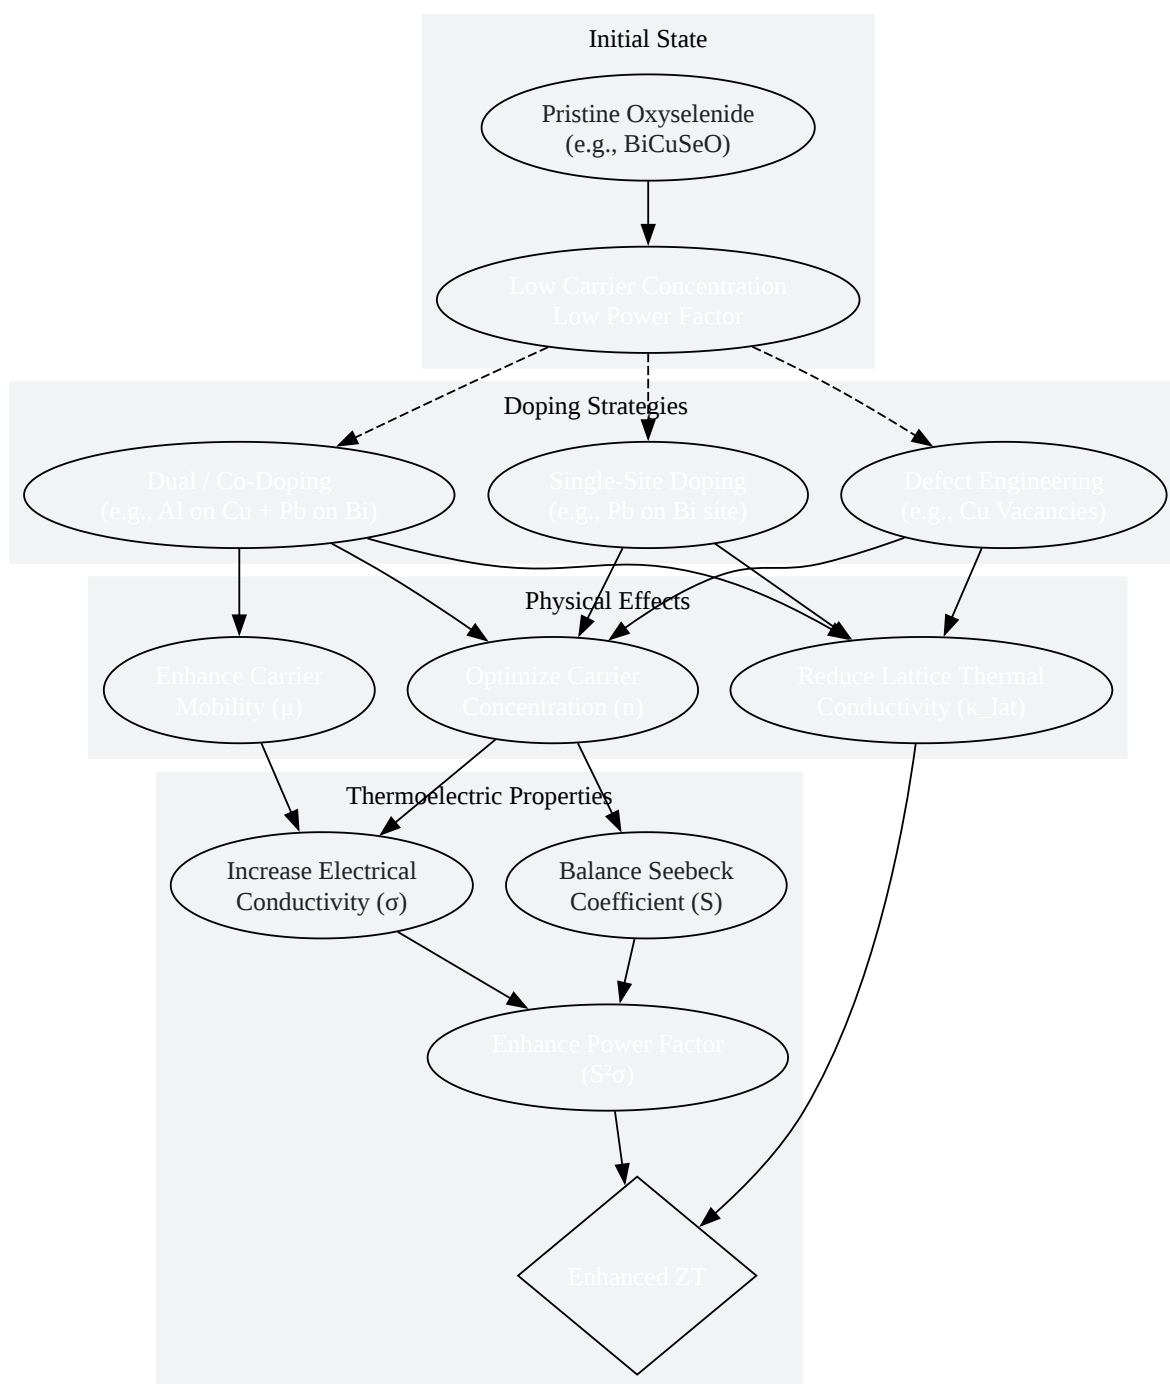 Initial State
Pristine Oxyselenide
(e.g., BiCuSeO)
Low Carrier Concentration
Low Power Factor
Doping Strategies
Dual / Co-Doping
(e.g., Al on Cu + Pb on Bi)
Single-Site Doping
(e.g., Pb on Bi site)
Defect Engineering
(e.g., Cu Vacancies)
Physical Effects
Enhance Carrier
Mobility (μ)
Optimize Carrier
Concentration (n)
Reduce Lattice Thermal
Conductivity (κ_lat)
Thermoelectric Properties
Increase Electrical
Conductivity (σ)
Balance Seebeck
Coefficient (S)
Enhance Power Factor
(S²σ)
Enhanced ZT